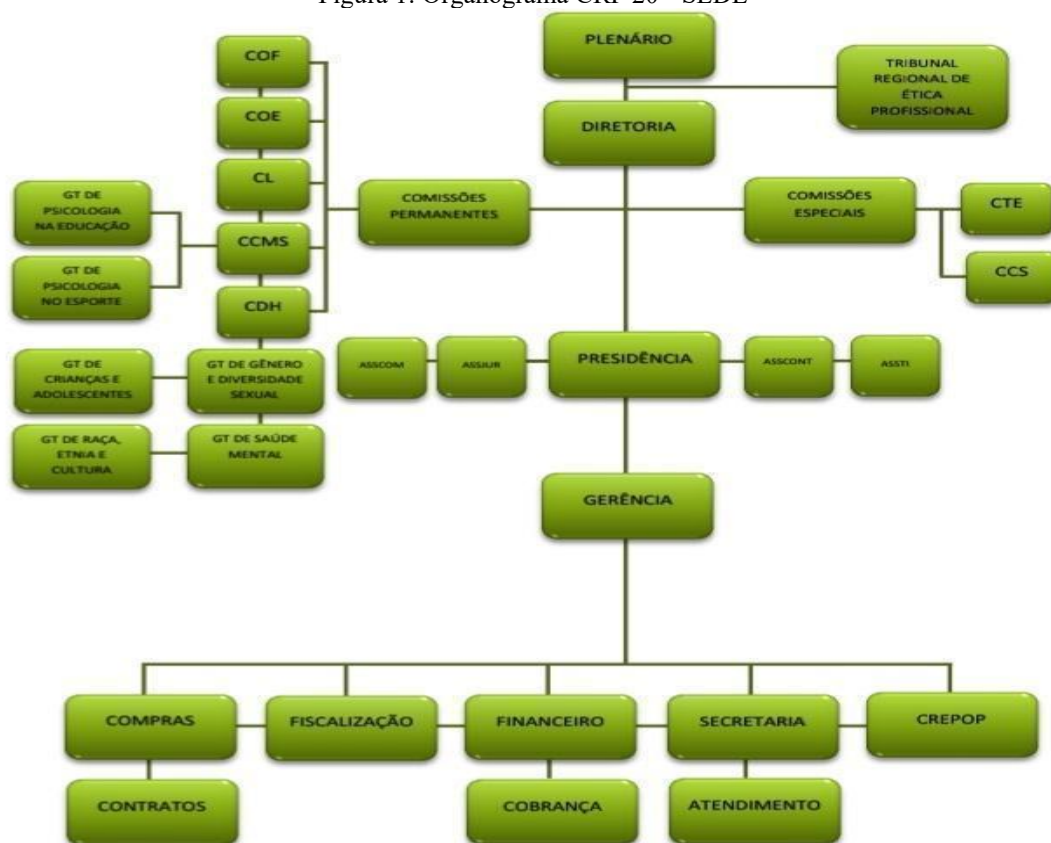 Figura 1: Organograma CRP 20 - SEDE
PLENÁRIO
TRIBUNAL
REGIONAL DE
ÉTICA
PROFISSIONAL
DIRETORIA
COF
COE
CL
CCMS
CDH
COMISSÕES
PERMANENTES
COMISSÕES
ESPECIAIS
CTE
CCS
GT DE
PSICOLOGIA
NA EDUCAÇÃO
GT DE
PSICOLOGIA
NO ESPORTE
GT DE
CRIANÇAS E
ADOLESCENTES
GT DE GÊNERO
E DIVERSIDADE
SEXUAL
GT DE RAÇA,
ETNIA E
CULTURA
GT DE SAÚDE
MENTAL
ASSCOM
ASSJUR
PRESIDÊNCIA
ASSCONT
ASSTI
GERÊNCIA
COMPRAS
FISCALIZAÇÃO
FINANCEIRO
SECRETARIA
CREPOP
CONTRATOS
COBRANÇA
ATENDIMENTO